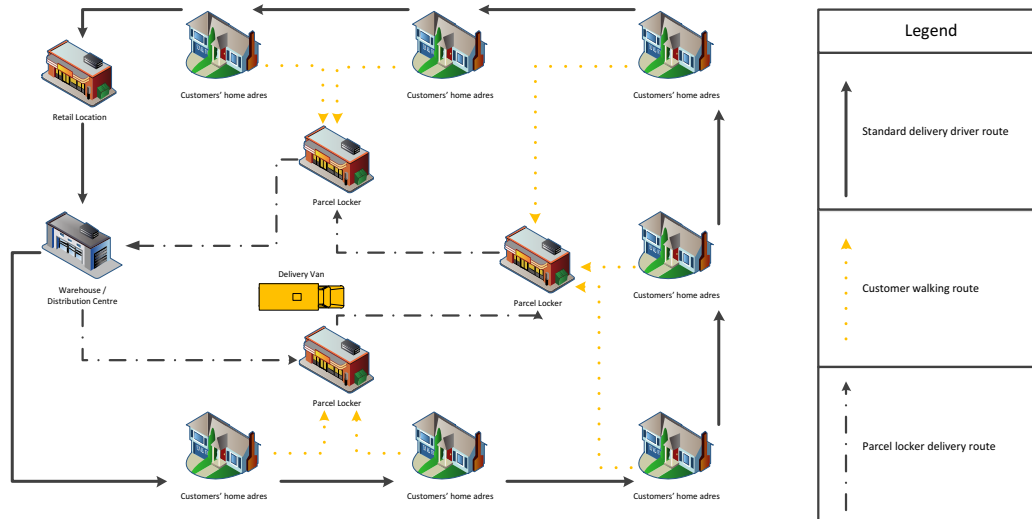 Legend
Customers' home adres
Customers' home adres
Customers' home adres
Retail Location
Standard delivery driver route
Parcel Locker
Delivery Van
Warehouse /
Distribution Centre
Parcel Locker
Customers' home adres
Customer walking route
Parcel Locker
Parcel locker delivery route
Customers' home adres
Customers' home adres
Customers' home adres